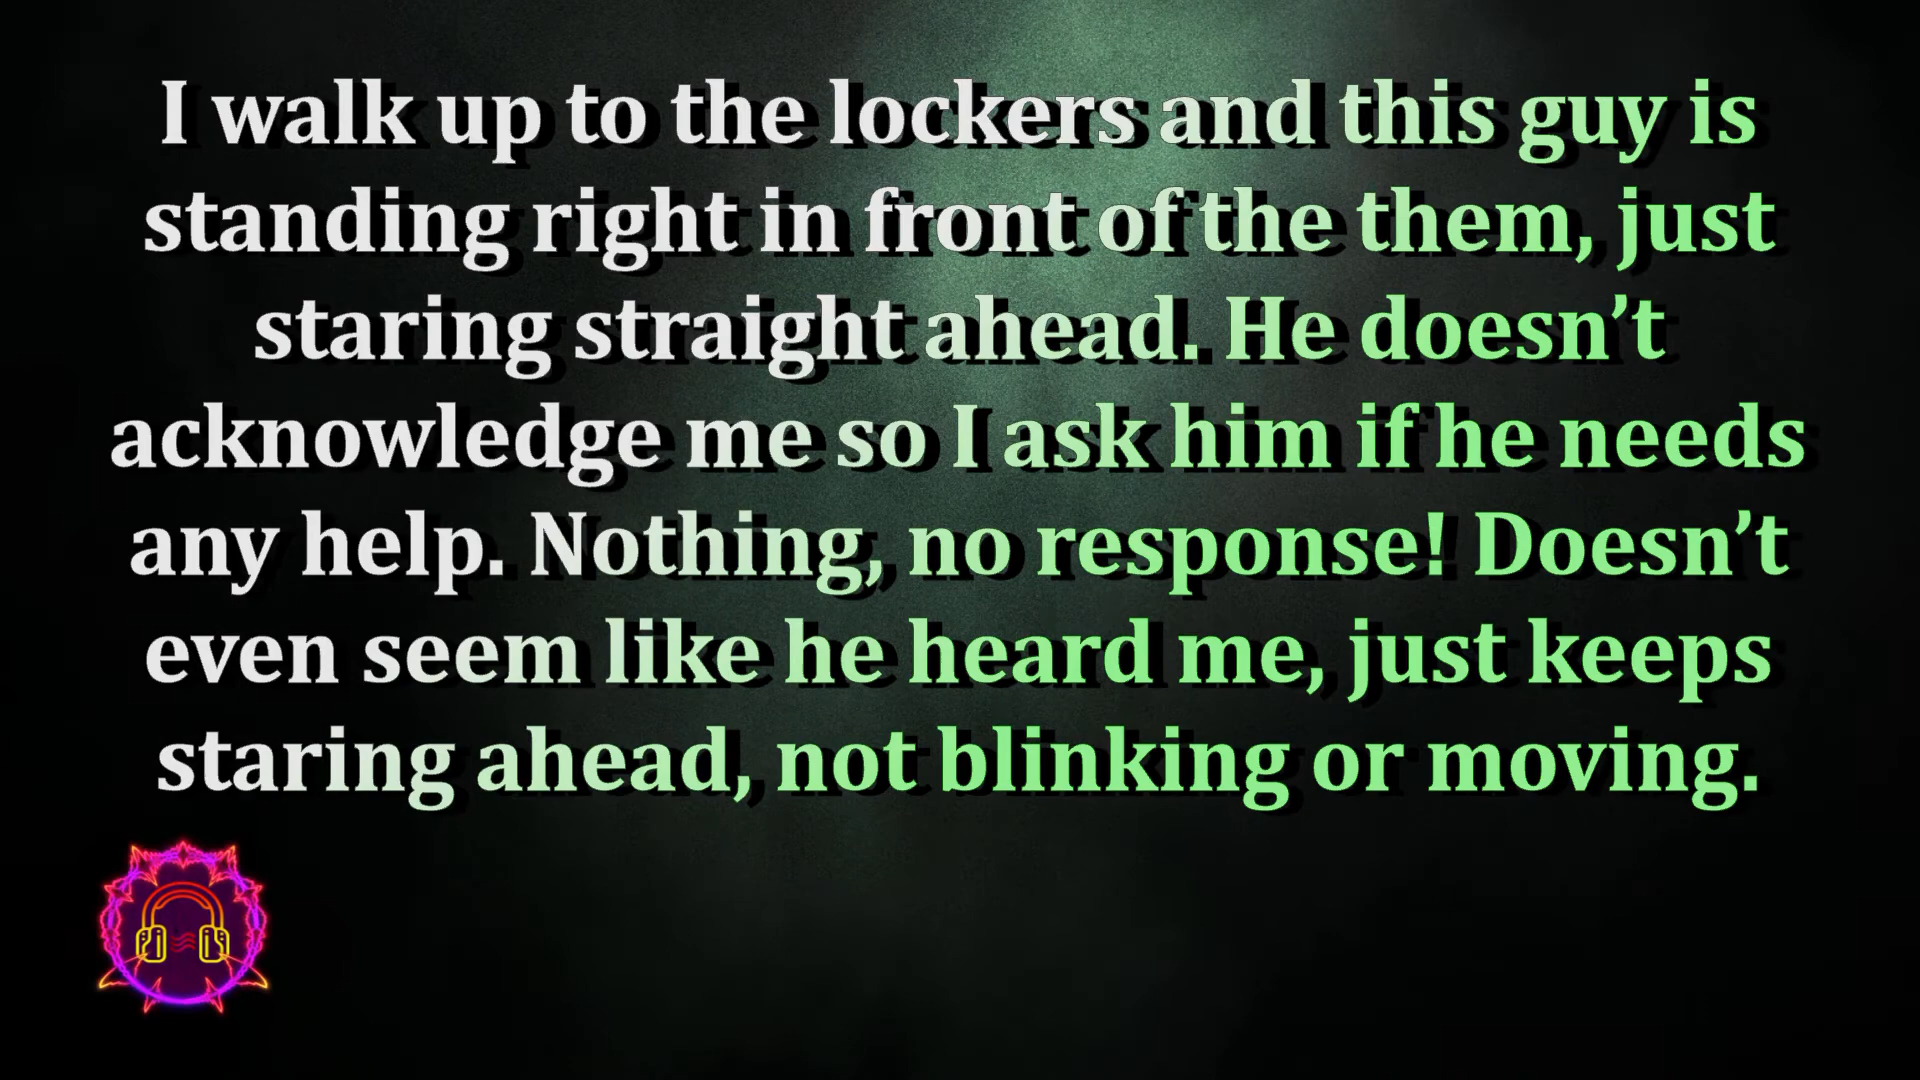 I walk up to the lockers and this guy is
standing right in front of the them, just
staring straight ahead. He doesn’t
acknowledge me so I ask him if he needs
any help. Nothing, no response! Doesn’t
even seem like he heard me, just keeps
staring ahead, not blinking or moving.